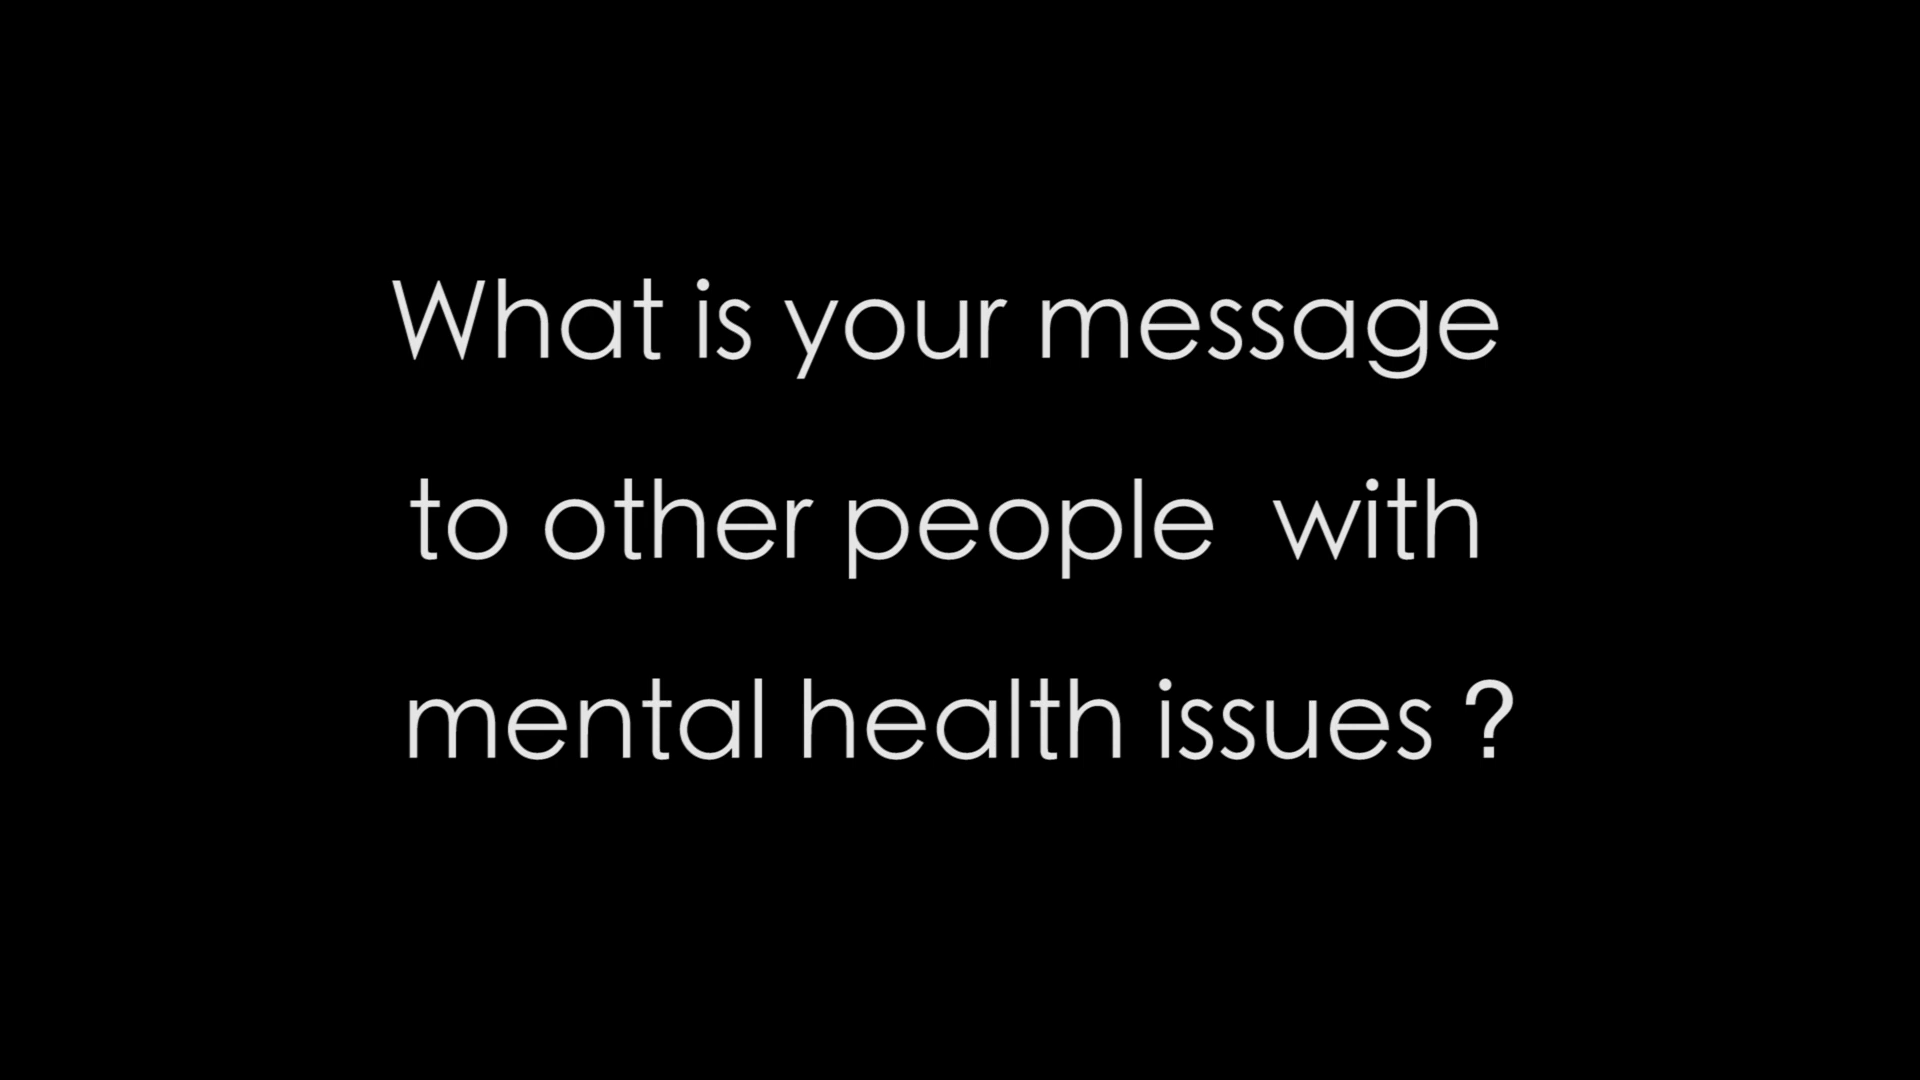 What is your message
to other people  with
mental health issues ?